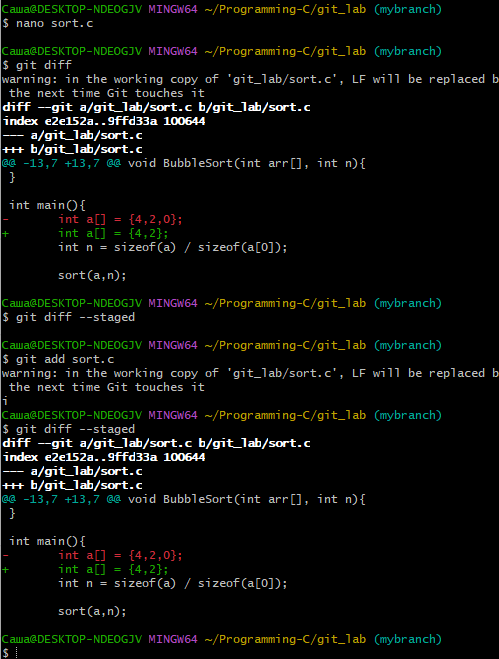 Саша@DESKTOP-NDEOGJV MINGW64 ~/Programming-C/git_lab (mybranch)
$ nano sort.c

Саша@DESKTOP-NDEOGJV MINGW64 ~/Programming-C/git_lab (mybranch)
$ git diff
warning: in the working copy of 'git_lab/sort.c', LF will be replaced b
 the next time Git touches it
diff --git a/git_lab/sort.c b/git_lab/sort.c
index e2e152a..9ffd33a 100644
--- a/git_lab/sort.c
+++ b/git_lab/sort.c
@@ -13,7 +13,7 @@ void BubbleSort(int arr[], int n){
 }

 int main(){
-       int a[] = {4,2,0};
+       int a[] = {4,2};
        int n = sizeof(a) / sizeof(a[0]);

        sort(a,n);

Саша@DESKTOP-NDEOGJV MINGW64 ~/Programming-C/git_lab (mybranch)
$ git diff --staged

Саша@DESKTOP-NDEOGJV MINGW64 ~/Programming-C/git_lab (mybranch)
$ git add sort.c
warning: in the working copy of 'git_lab/sort.c', LF will be replaced b
 the next time Git touches it
i
Саша@DESKTOP-NDEOGJV MINGW64 ~/Programming-C/git_lab (mybranch)
$ git diff --staged
diff --git a/git_lab/sort.c b/git_lab/sort.c
index e2e152a..9ffd33a 100644
--- a/git_lab/sort.c
+++ b/git_lab/sort.c
@@ -13,7 +13,7 @@ void BubbleSort(int arr[], int n){
 }

 int main(){
-       int a[] = {4,2,0};
+       int a[] = {4,2};
        int n = sizeof(a) / sizeof(a[0]);

        sort(a,n);

Саша@DESKTOP-NDEOGJV MINGW64 ~/Programming-C/git_lab (mybranch)
$